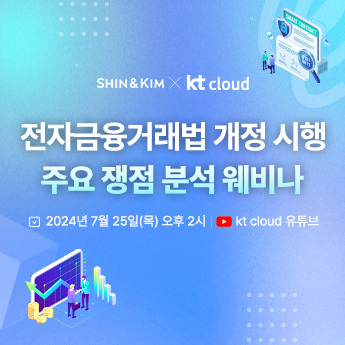 SMART CONTRACT
SHIN&KIM × kt cloud
전자금융거래법 개정 시행
주요 쟁점 분석 웨비나
2024년 7월 25일(목) 오후 2시 | kt cloud 유튜브